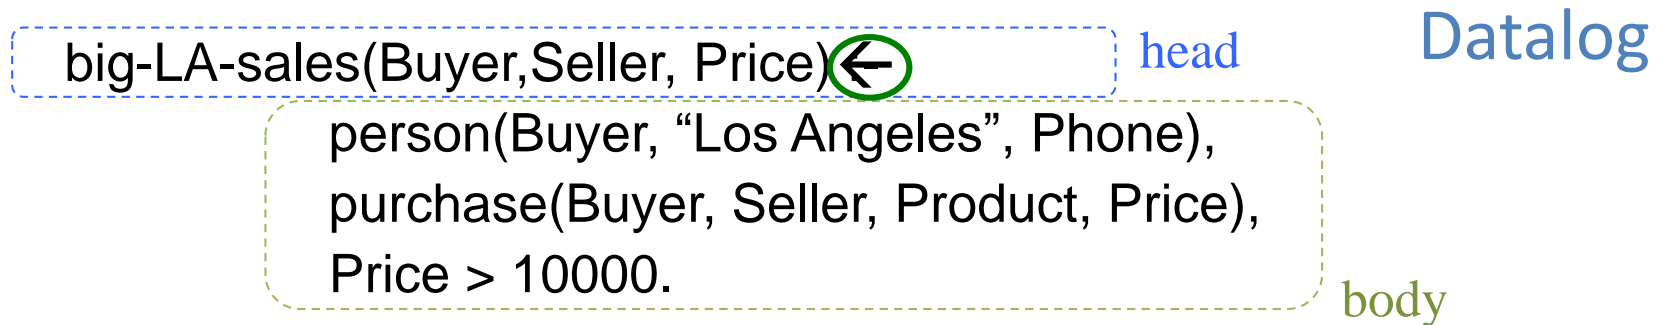 Datalog
big-LA-sales(Buyer,Seller, Price) ← head
person(Buyer, “Los Angeles”, Phone),
purchase(Buyer, Seller, Product, Price),
Price > 10000.
body